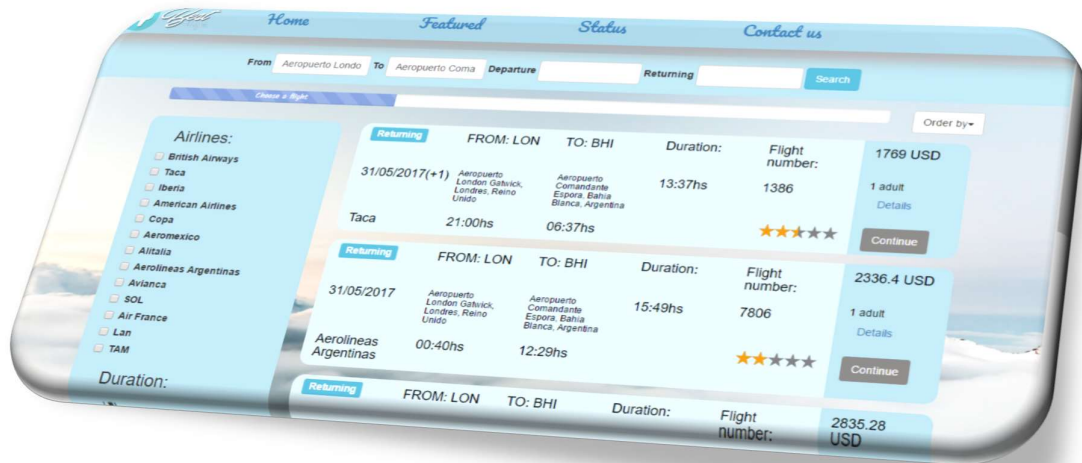 Jet
Home Featured Status Contact us
From Aeropuerto Londo To Aeropuerto Coma Departure Returning Search
Choose a flight
Order by
Airlines:
British Airways
Taca
Iberia
American Airlines
Copa
Aeromexico
Alitalia
Aerolineas Argentinas
Avianca
SOL
Air France
Lan
TAM
Duration:
Returning FROM: LON TO: BHI Duration: Flight
number:
1769 USD
31/05/2017(+1)
Aeropuerto
London Gatwick,
Londres, Reino
Unido
Aeropuerto
Comandante
Espora, Bahia
Blanca, Argentina
13:37hs
1386
1 adult
Details
Taca 21:00hs 06:37hs
Continue
Returning FROM: LON TO: BHI Duration: Flight
number:
2336.4 USD
31/05/2017
Aeropuerto
London Gatwick,
Londres, Reino
Unido
Aeropuerto
Comandante
Espora, Bahia
Blanca, Argentina
15:49hs
7806
1 adult
Details
Aerolineas
Argentinas
00:40hs 12:29hs
Continue
Returning FROM: LON TO: BHI Duration: Flight
number:
2835.28
USD